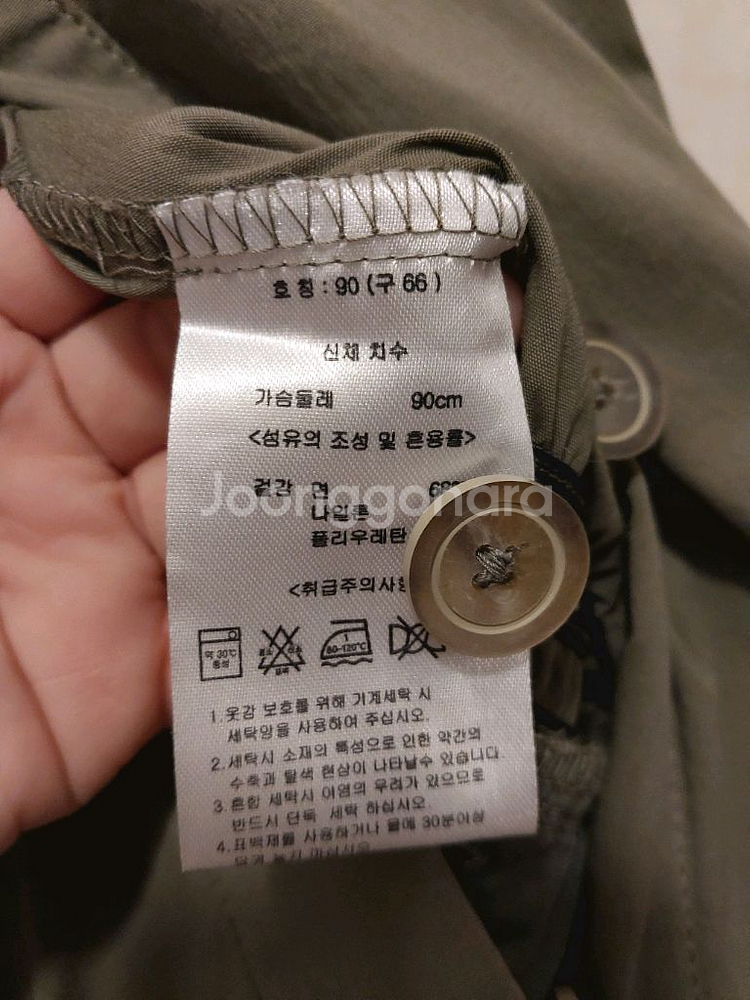 호 칭 : 90 (구 66 )
신체 치수
가슴둘레 90cm
<섬유의 조성 및 혼용률>
겉감 면
나일론
폴리우레탄
<취급주의사항
약 30℃
중성
1
80-120℃
1.옷감 보호를 위해 기계세탁 시
세탁망을 사용하여 주십시오.
2.세탁시 소재의 특성으로 인한 약간의
수축과 탈색 현상이 나타날수 있습니다.
3.혼합 세탁시 이염의 우려가 있으므로
반드시 단독 세탁 하십시오.
4.표백제를 사용하거나 물에 30분이상
Joonggonara